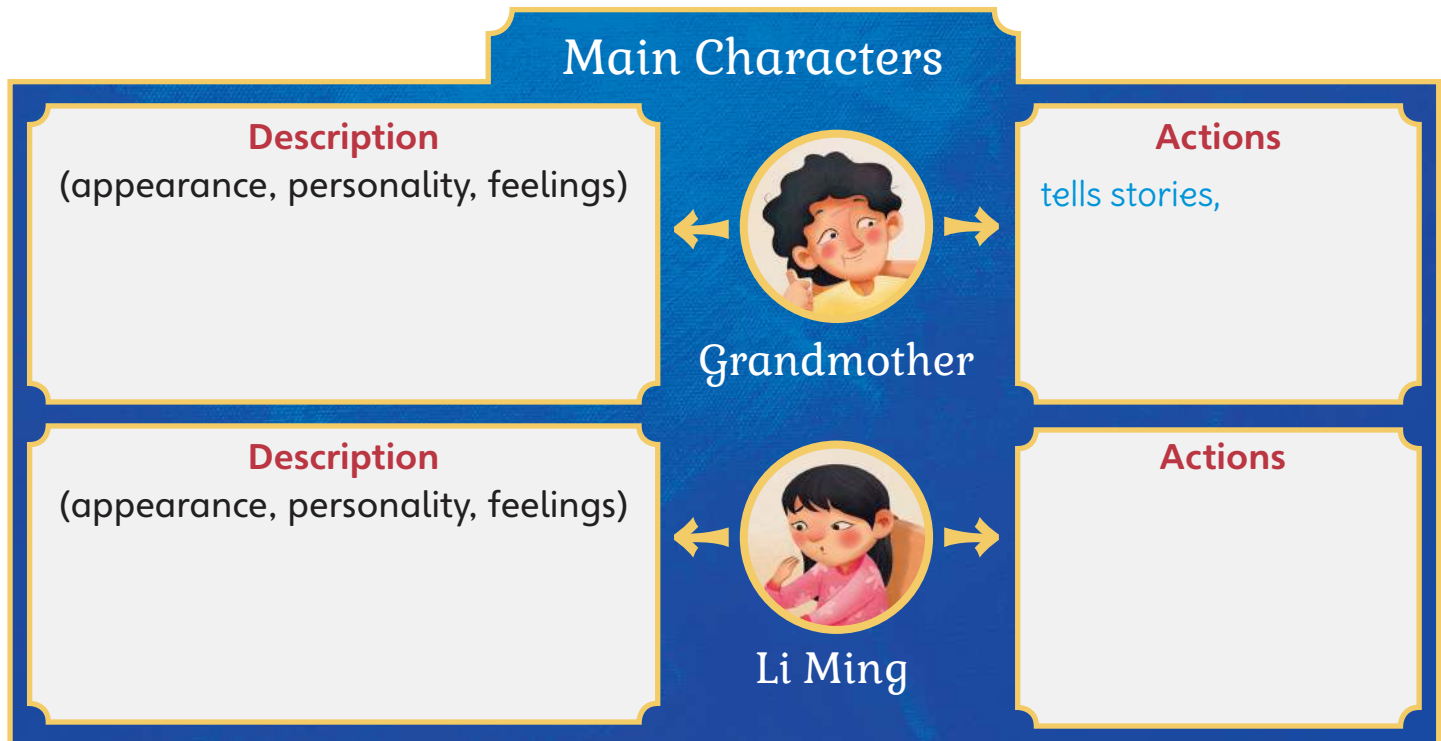 Main Characters
Description
(appearance, personality, feelings)
Grandmother
Actions
tells stories,
Description
(appearance, personality, feelings)
Li Ming
Actions